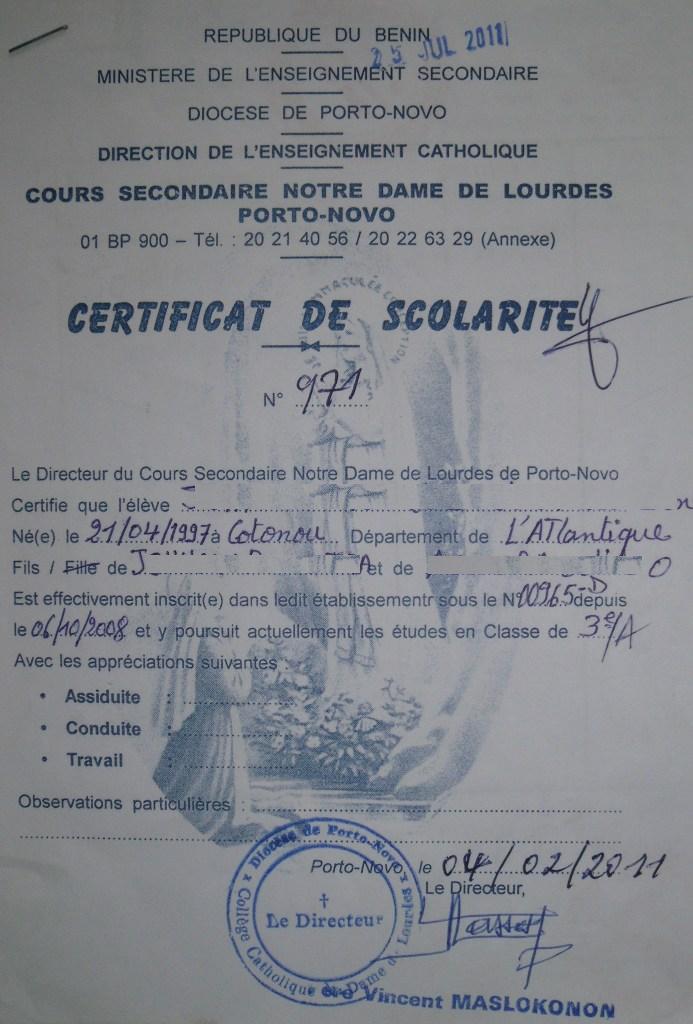 REPUBLIQUE DU BENIN
25 JUL 2011
MINISTERE DE L'ENSEIGNEMENT SECONDAIRE
DIOCESE DE PORTO-NOVO
DIRECTION DE L'ENSEIGNEMENT CATHOLIQUE
COURS SECONDAIRE NOTRE DAME DE LOURDES
PORTO-NOVO
01 BP 900 – Tél. : 20 21 40 56 / 20 22 63 29 (Annexe)
CERTIFICAT DE SCOLARITE
N° 971
Le Directeur du Cours Secondaire Notre Dame de Lourdes de Porto-Novo
Certifie que l'élève
Né(e) le 21/04/1997 à Cotonou Département de L'ATlantique
Fils / Fille de et de
Est effectivement inscrit(e) dans ledit établissementr sous le N° 00965-D depuis
le 06/10/2008 et y poursuit actuellement les études en Classe de 3e/A
Avec les appréciations suivantes :
• Assiduite :
• Conduite :
• Travail :
Observations particulières :
Porto-Novo, le 04/02/2011
Le Directeur,
Diocèse de Porto-Novo x Collège Catholique Dame de Lourdes x
Le Directeur
Vincent MASLOKONON